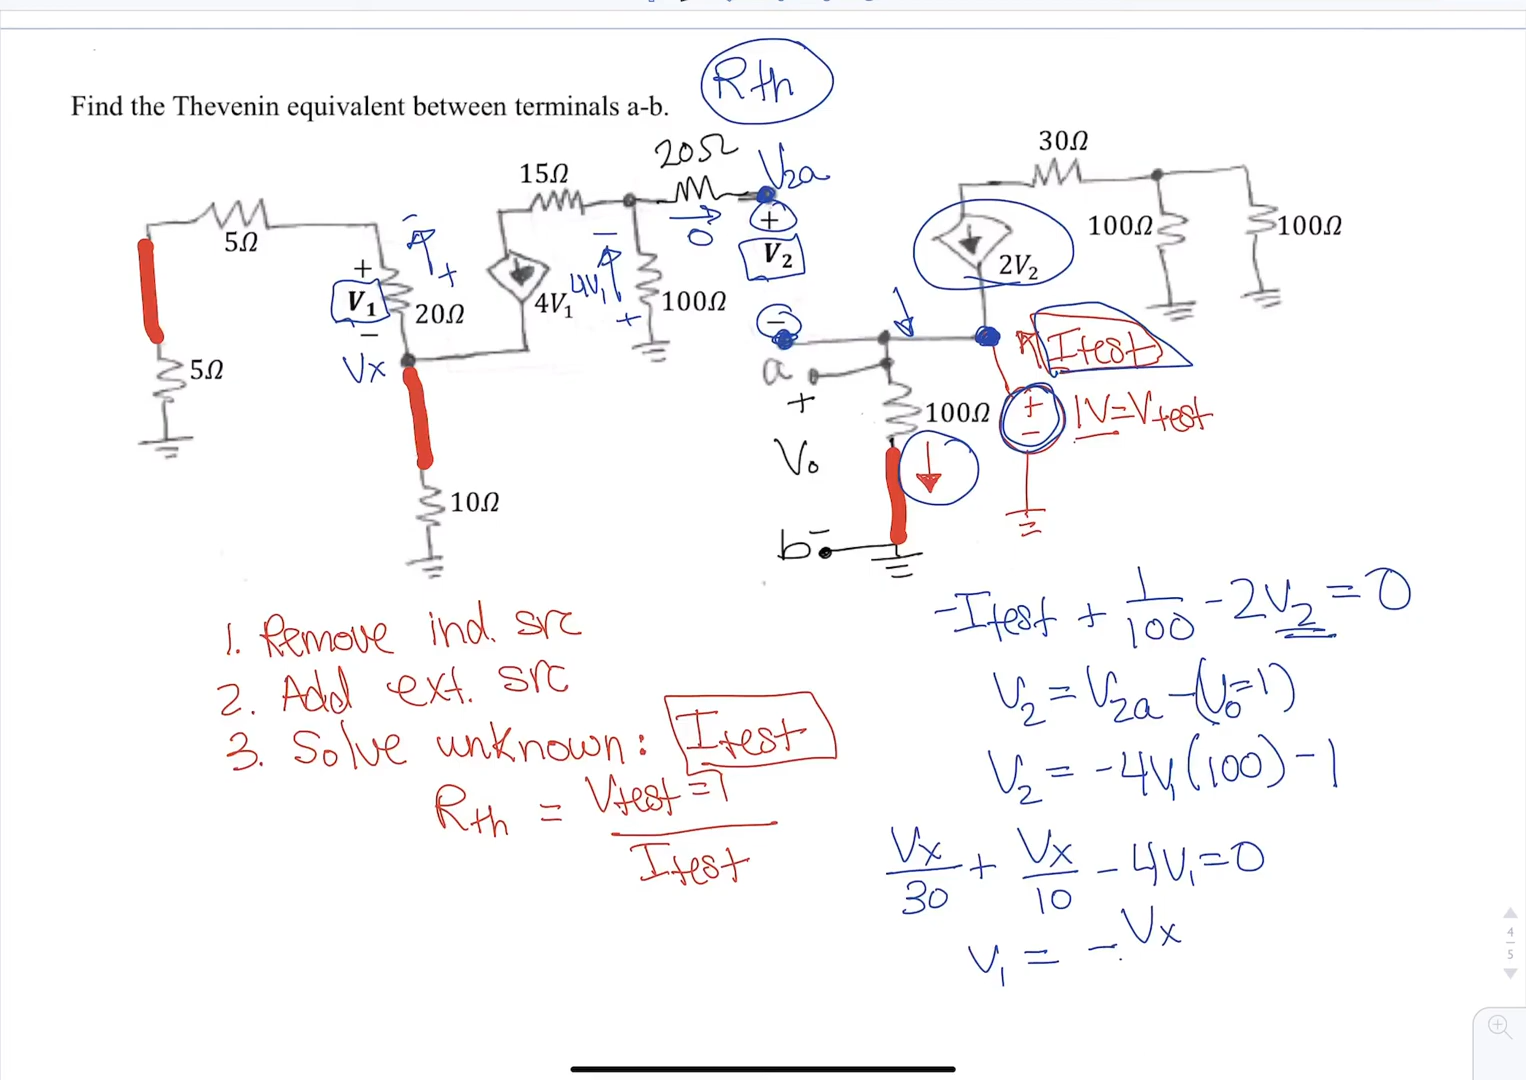 Rth
Find the Thevenin equivalent between terminals a-b.
30Ω
20Ω
15Ω
V2a
5Ω
100Ω
100Ω
−
+
−
0
+
V₂
2V₂
+
V₁
−
20Ω
4V₁
4V₁
+
100Ω
−
Vx
5Ω
a
Itest
+
100Ω
+
−
1V=Vtest
Vo
10Ω
b
−
-Itest + 1/100 - 2V₂ = 0
1. Remove ind. src
2. Add ext. src
3. Solve unknown: Itest
Rth = Vtest=1 / Itest
V₂ = V2a - (Vo=1)
V₂ = -4V₁(100) - 1
Vx/30 + Vx/10 - 4V₁ = 0
V₁ = - Vx
4
5